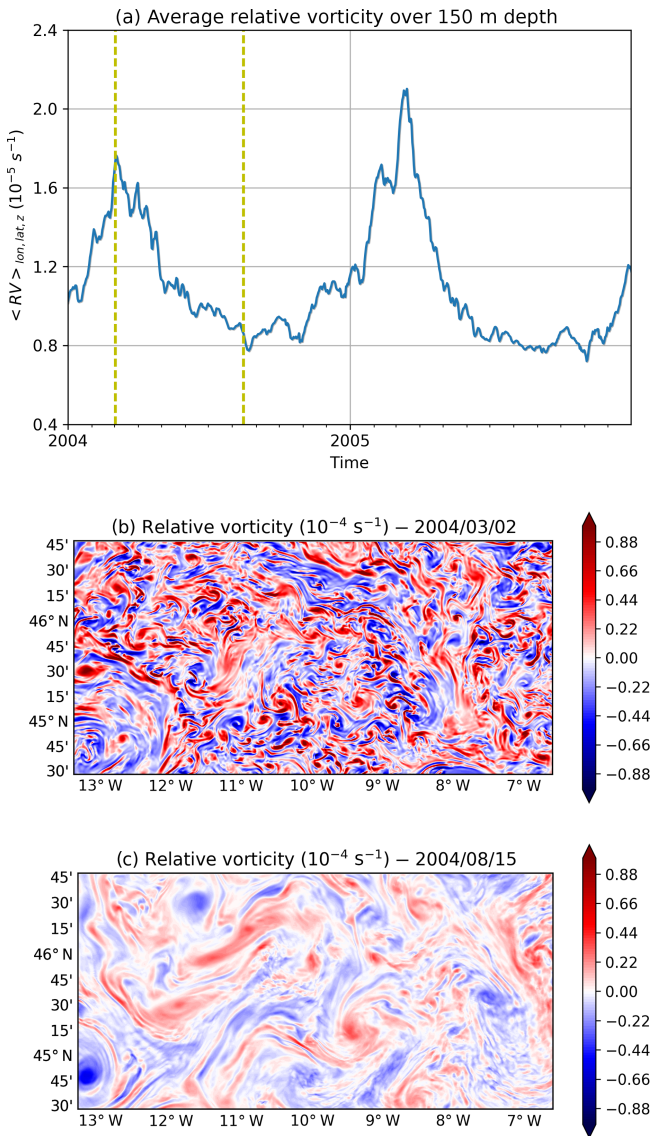 (a) Average relative vorticity over 150 m depth
< RV >lon,lat,z (10⁻⁵ s⁻¹)
2.4
2.0
1.6
1.2
0.8
0.4
2004
2005
Time
(b) Relative vorticity (10⁻⁴ s⁻¹) − 2004/03/02
45'
30'
15'
46° N
45'
30'
15'
45° N
45'
30'
13° W
12° W
11° W
10° W
9° W
8° W
7° W
0.88
0.66
0.44
0.22
0.00
−0.22
−0.44
−0.66
−0.88
(c) Relative vorticity (10⁻⁴ s⁻¹) − 2004/08/15
45'
30'
15'
46° N
45'
30'
15'
45° N
45'
30'
13° W
12° W
11° W
10° W
9° W
8° W
7° W
0.88
0.66
0.44
0.22
0.00
−0.22
−0.44
−0.66
−0.88